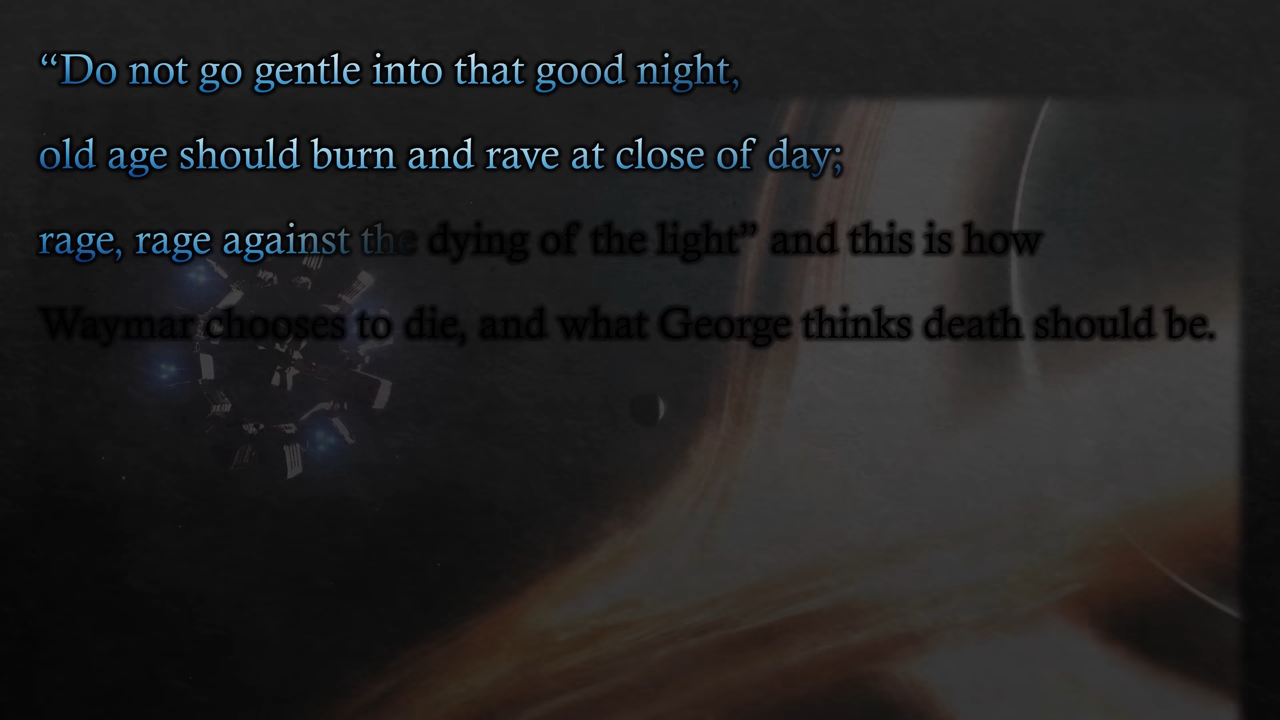 “Do not go gentle into that good night,
old age should burn and rave at close of day;
rage, rage against the dying of the light” and this is how
Waymar chooses to die, and what George thinks death should be.